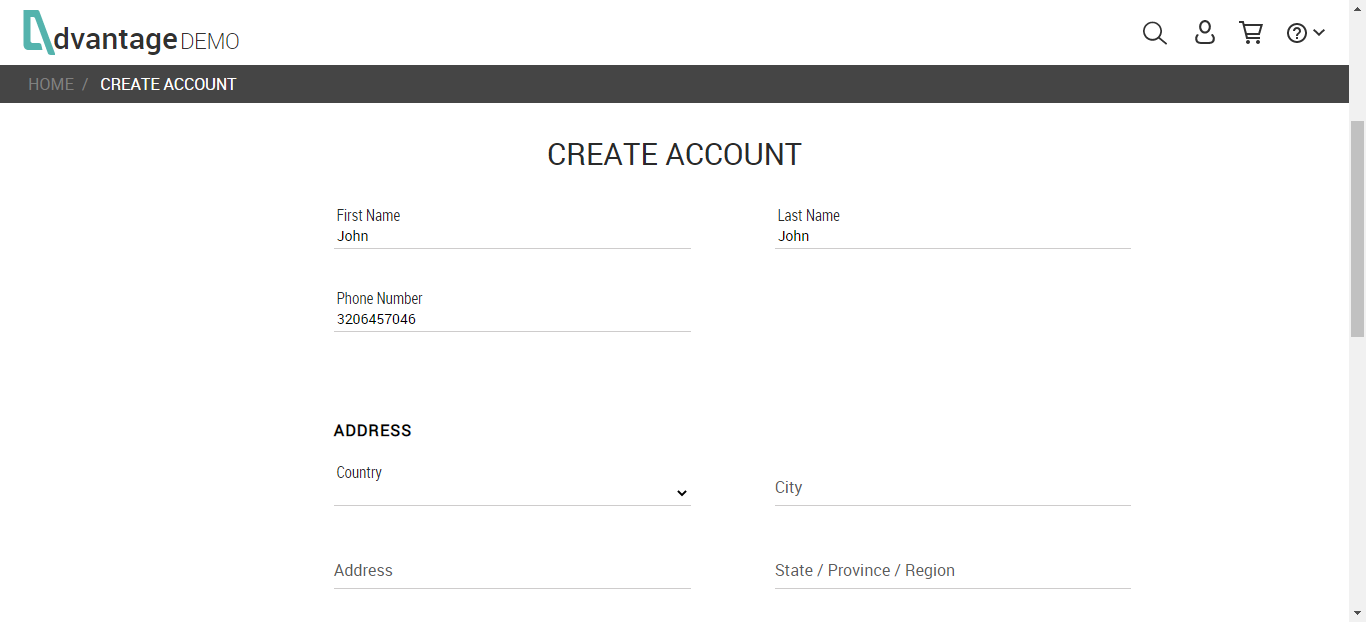 dvantage DEMO
HOME / CREATE ACCOUNT
CREATE ACCOUNT
First Name
John
Last Name
John
Phone Number
3206457046
ADDRESS
Country
City
Address
State / Province / Region